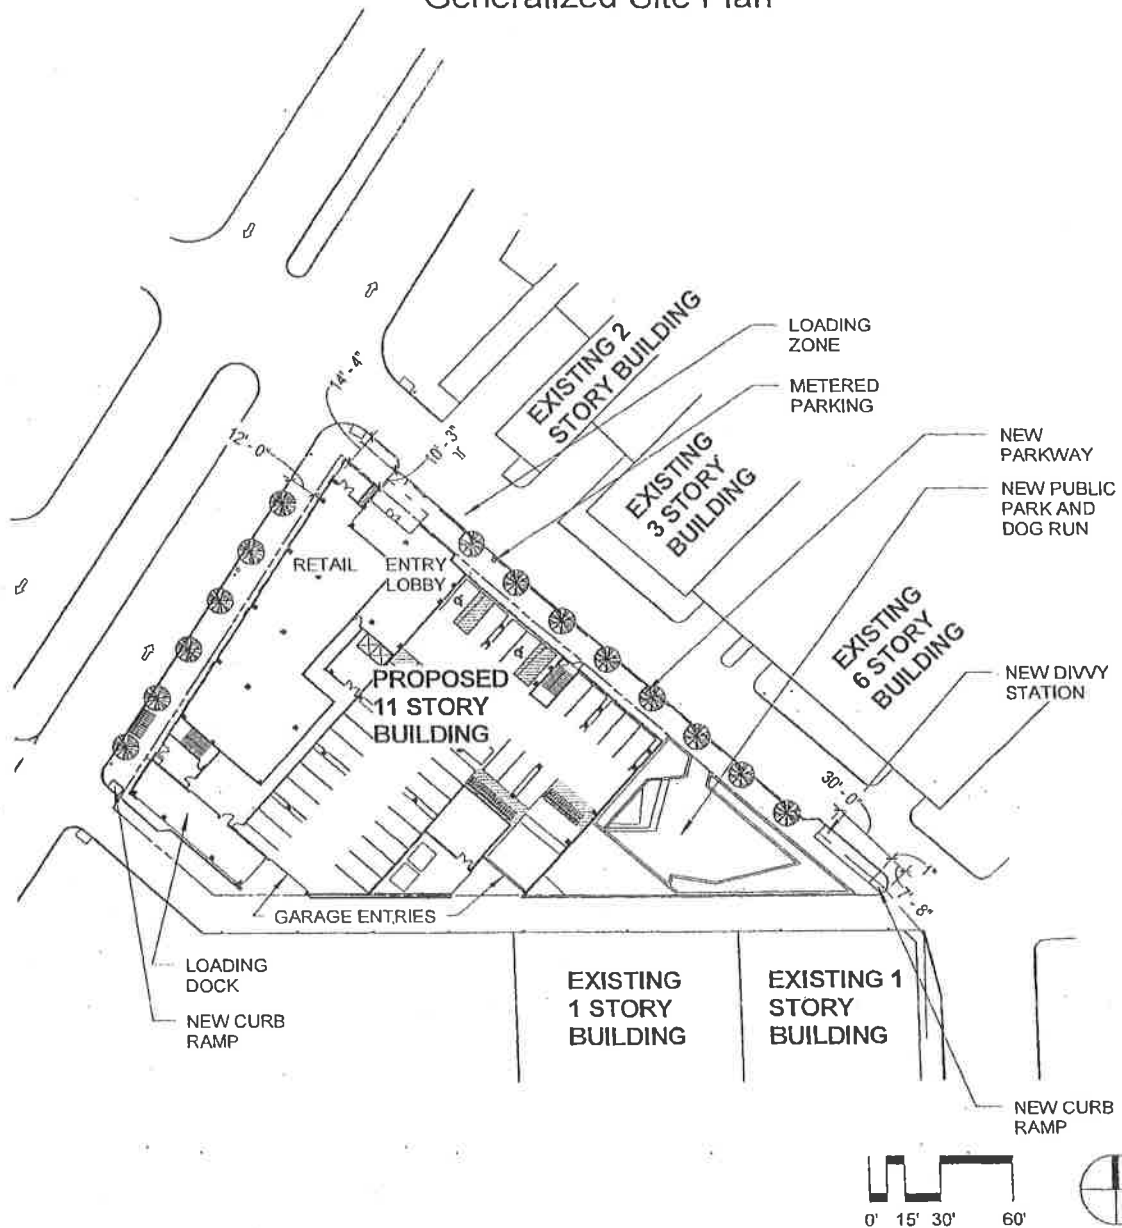 Generalized Site Plan
LOADING
ZONE
METERED
PARKING
NEW
PARKWAY
NEW PUBLIC
PARK AND
DOG RUN
EXISTING 2
STORY BUILDING
EXISTING
3 STORY
BUILDING
EXISTING
6 STORY
BUILDING
NEW DIVVY
STATION
14'-4"
12'-0"
10'-3"
RETAIL
ENTRY
LOBBY
PROPOSED
11 STORY
BUILDING
30'-0"
GARAGE ENTRIES
LOADING
DOCK
NEW CURB
RAMP
EXISTING
1 STORY
BUILDING
EXISTING 1
STORY
BUILDING
NEW CURB
RAMP
0' 15' 30' 60'